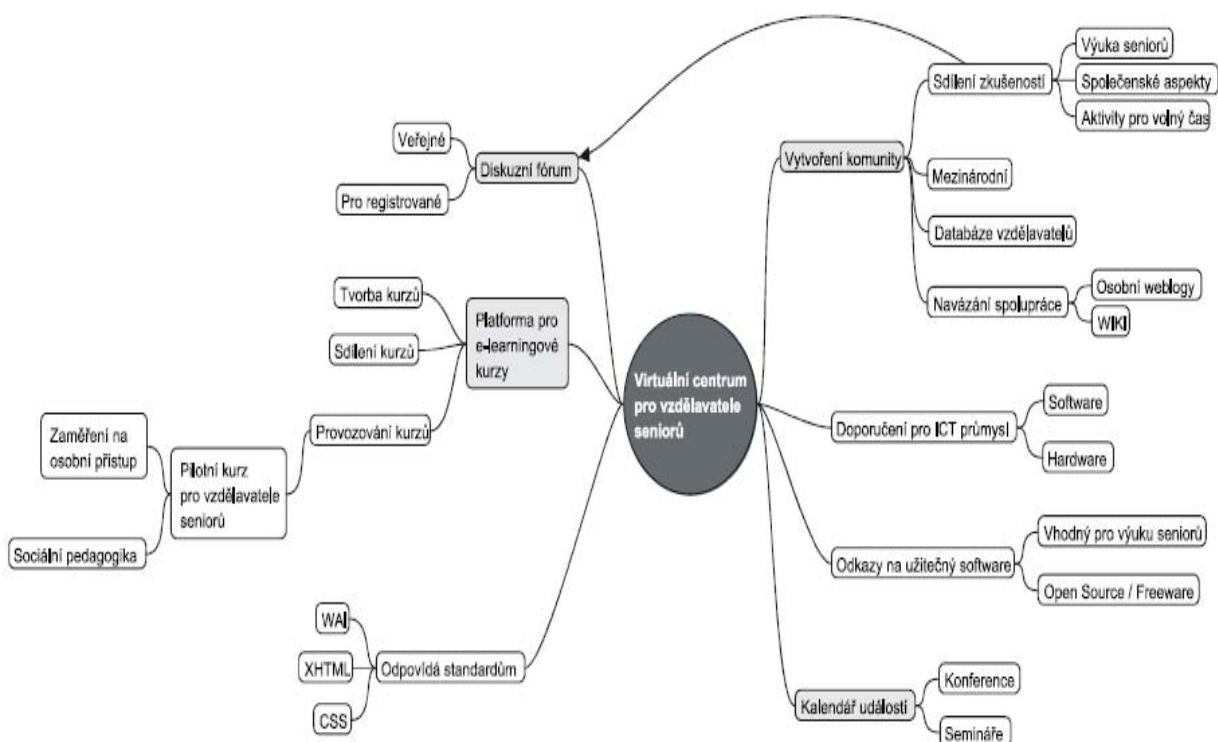 Výuka seniorů
Sdílení zkušeností
Společenské aspekty
Aktivity pro volný čas
Veřejné
Diskuzní fórum
Vytvoření komunity
Mezinárodní
Pro registrované
Databáze vzdělavatelů
Tvorba kurzů
Platforma pro
e-learningové
kurzy
Navázání spolupráce
Osobní weblogy
WIKI
Sdílení kurzů
Virtuální centrum
pro vzdělavatele
seniorů
Software
Doporučení pro ICT průmysl
Hardware
Provozování kurzů
Zaměření na
osobní přístup
Pilotní kurz
pro vzdělavatele
seniorů
Sociální pedagogika
Vhodný pro výuku seniorů
Odkazy na užitečný software
Open Source / Freeware
WAI
XHTML
Odpovídá standardům
CSS
Konference
Kalendář událostí
Semináře